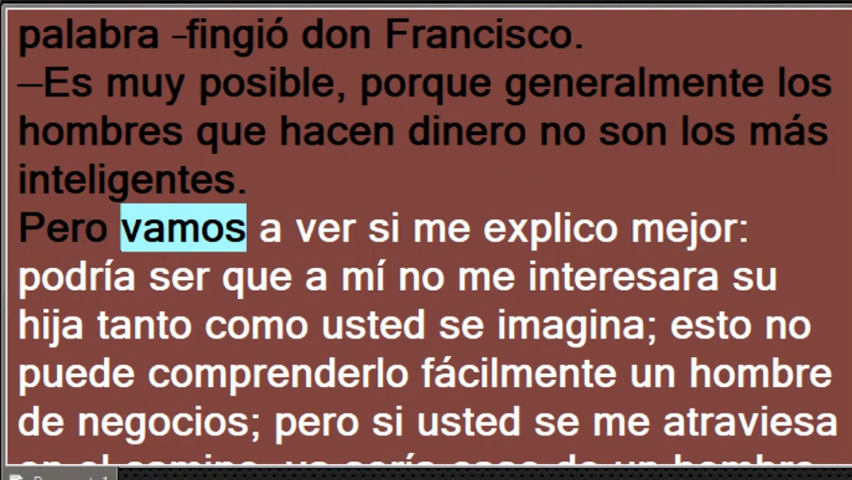 palabra -fingió don Francisco.
—Es muy posible, porque generalmente los
hombres que hacen dinero no son los más
inteligentes.
Pero vamos a ver si me explico mejor:
podría ser que a mí no me interesara su
hija tanto como usted se imagina; esto no
puede comprenderlo fácilmente un hombre
de negocios; pero si usted se me atraviesa